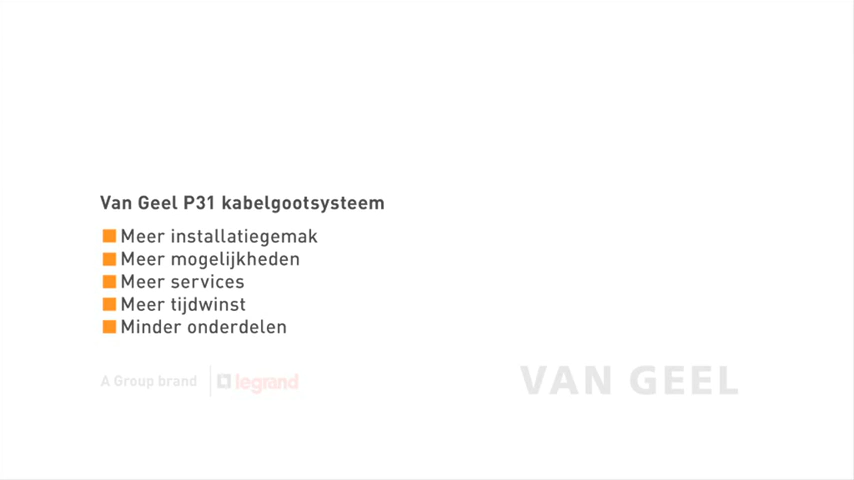 Van Geel P31 kabelgootsysteem
Meer installatiegemak
Meer mogelijkheden
Meer services
Meer tijdwinst
Minder onderdelen
A Group brand legrand
VAN GEEL